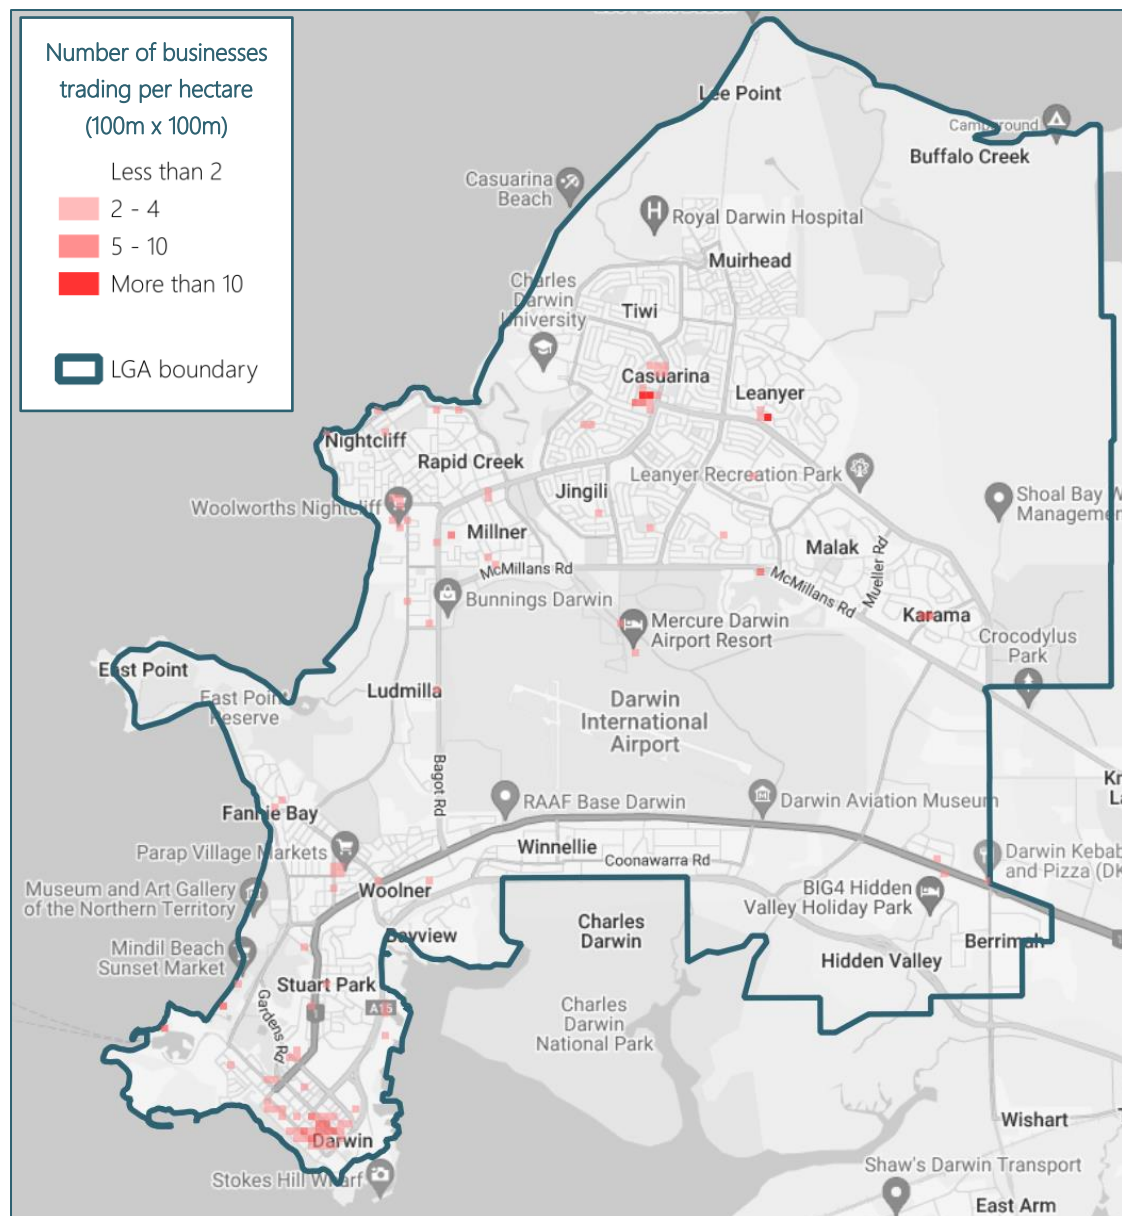 Number of businesses
trading per hectare
(100m x 100m)
Less than 2
2 - 4
5 - 10
More than 10
LGA boundary
Lee Point
Campground
Buffalo Creek
Casuarina
Beach
Royal Darwin Hospital
Muirhead
Charles
Darwin
University
Tiwi
Casuarina
Leanyer
Nightcliff
Rapid Creek
Leanyer Recreation Park
Woolworths Nightcliff
Jingili
Shoal Bay W
Managemen
Millner
Malak
Mueller Rd
McMillans Rd
McMillans Rd
Bunnings Darwin
Karama
Mercure Darwin
Airport Resort
Crocodylus
Park
East Point
Ludmilla
East Point
Reserve
Darwin
International
Airport
Bagot Rd
Kn
La
RAAF Base Darwin
Darwin Aviation Museum
Fannie Bay
Winnellie
Parap Village Markets
Coonawarra Rd
Darwin Kebab
and Pizza (DK
Woolner
Museum and Art Gallery
of the Northern Territory
BIG4 Hidden
Valley Holiday Park
Charles
Darwin
Bayview
Berrimah
Mindil Beach
Sunset Market
Hidden Valley
Stuart Park
Gardens Rd
A15
1
Charles
Darwin
National Park
Wishart
Darwin
Stokes Hill Wharf
Shaw's Darwin Transport
East Arm